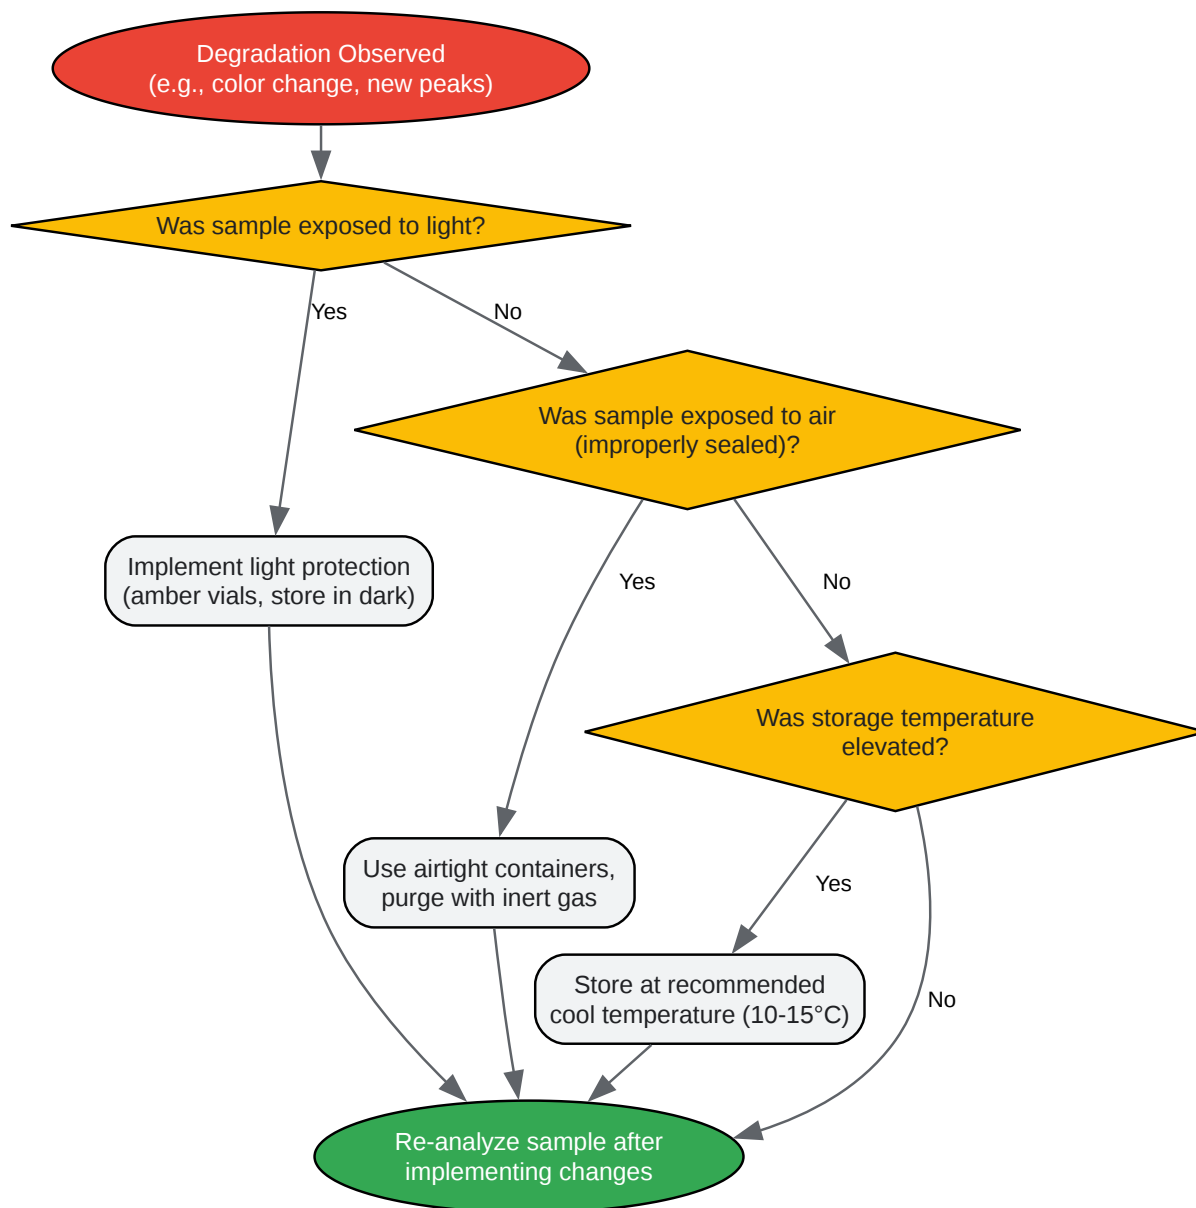 Degradation Observed
(e.g., color change, new peaks)
Was sample exposed to light?
Yes
No
Was sample exposed to air
(improperly sealed)?
Implement light protection
(amber vials, store in dark)
Yes
No
Was storage temperature
elevated?
Use airtight containers,
purge with inert gas
Yes
Store at recommended
cool temperature (10-15°C)
No
Re-analyze sample after
implementing changes